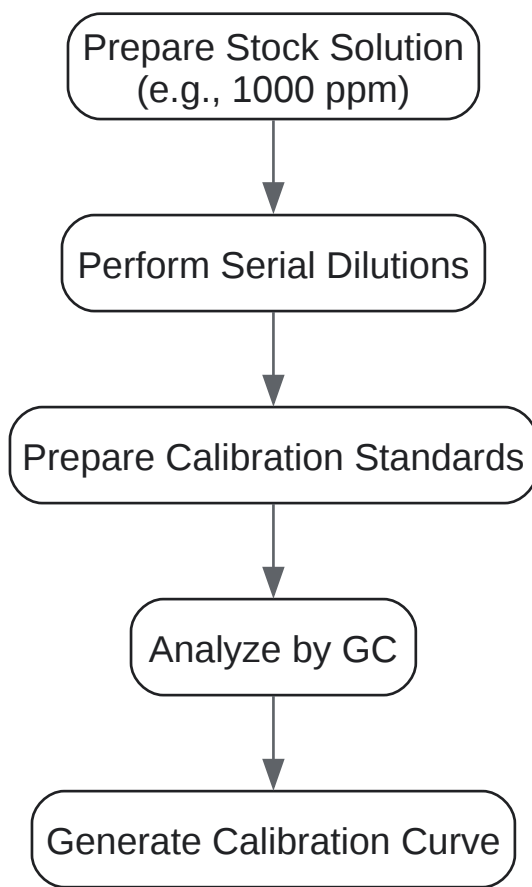 Prepare Stock Solution
(e.g., 1000 ppm)
Perform Serial Dilutions
Prepare Calibration Standards
Analyze by GC
Generate Calibration Curve